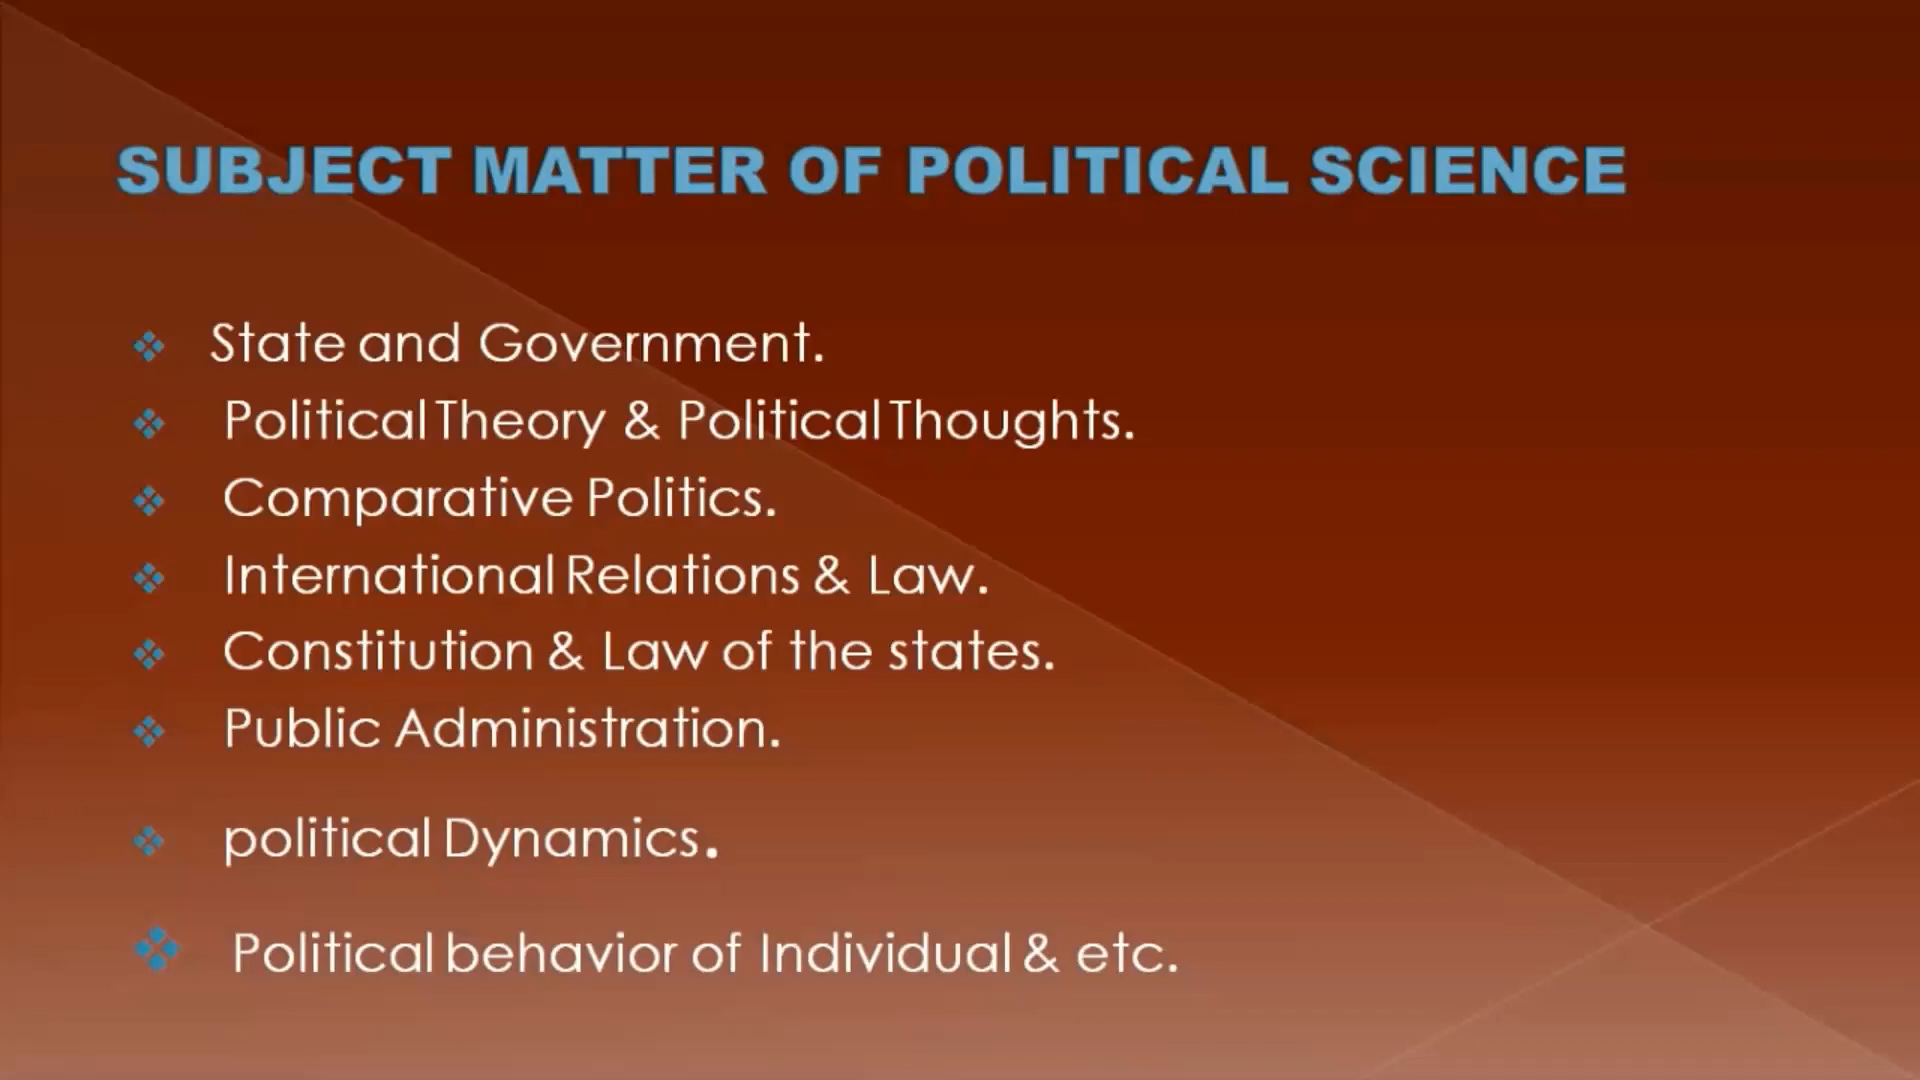 SUBJECT MATTER OF POLITICAL SCIENCE
State and Government.
Political Theory & Political Thoughts.
Comparative Politics.
International Relations & Law.
Constitution & Law of the states.
Public Administration.
political Dynamics.
Political behavior of Individual & etc.